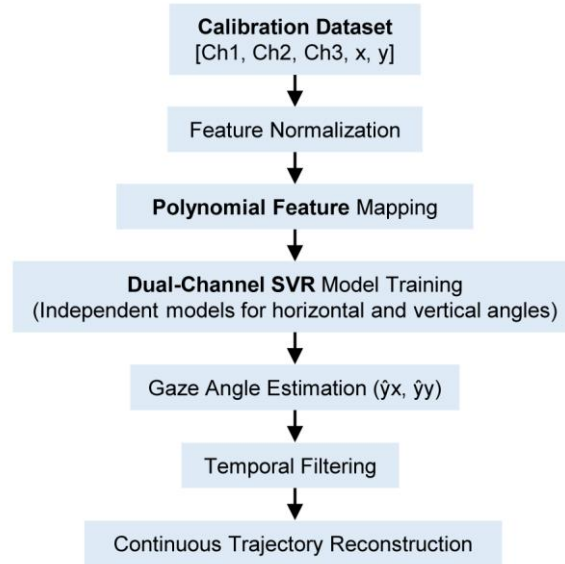 Calibration Dataset
[Ch1, Ch2, Ch3, x, y]
Feature Normalization
Polynomial Feature Mapping
Dual-Channel SVR Model Training
(Independent models for horizontal and vertical angles)
Gaze Angle Estimation (ŷx, ŷy)
Temporal Filtering
Continuous Trajectory Reconstruction